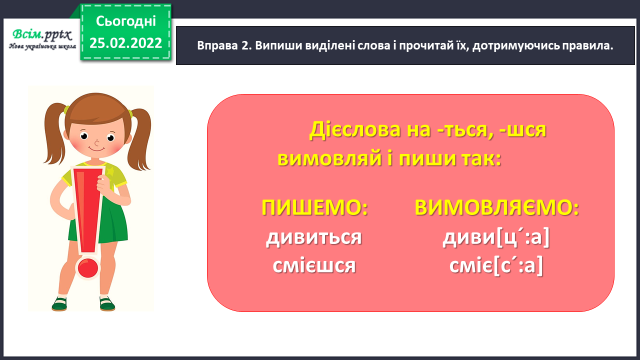 Всім.pptx
Нова українська школа
Сьогодні
25.02.2022
Вправа 2. Випиши виділені слова і прочитай їх, дотримуючись правила.
Дієслова на -ться, -шся
вимовляй і пиши так:
ПИШЕМО: ВИМОВЛЯЄМО:
дивиться диви[ц´:а]
смієшся сміє[с´:а]